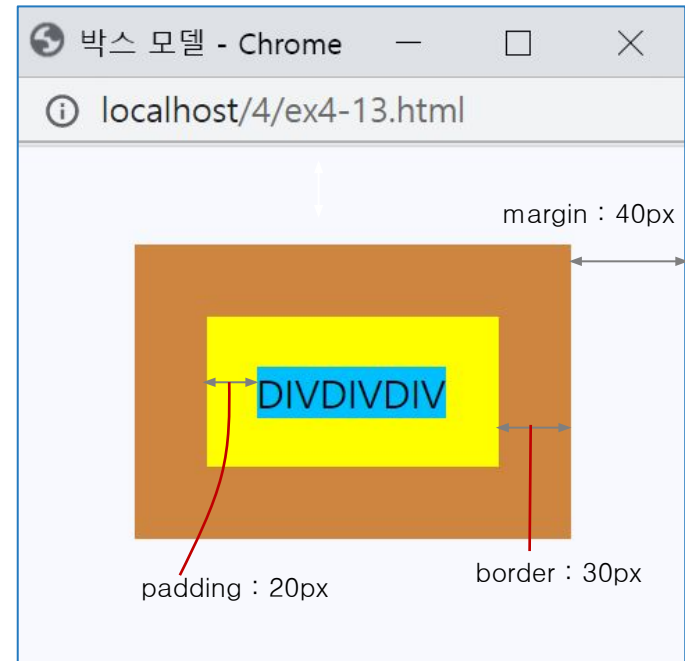 박스 모델 - Chrome
localhost/4/ex4-13.html
margin : 40px
DIVDIVDIV
padding : 20px
border : 30px